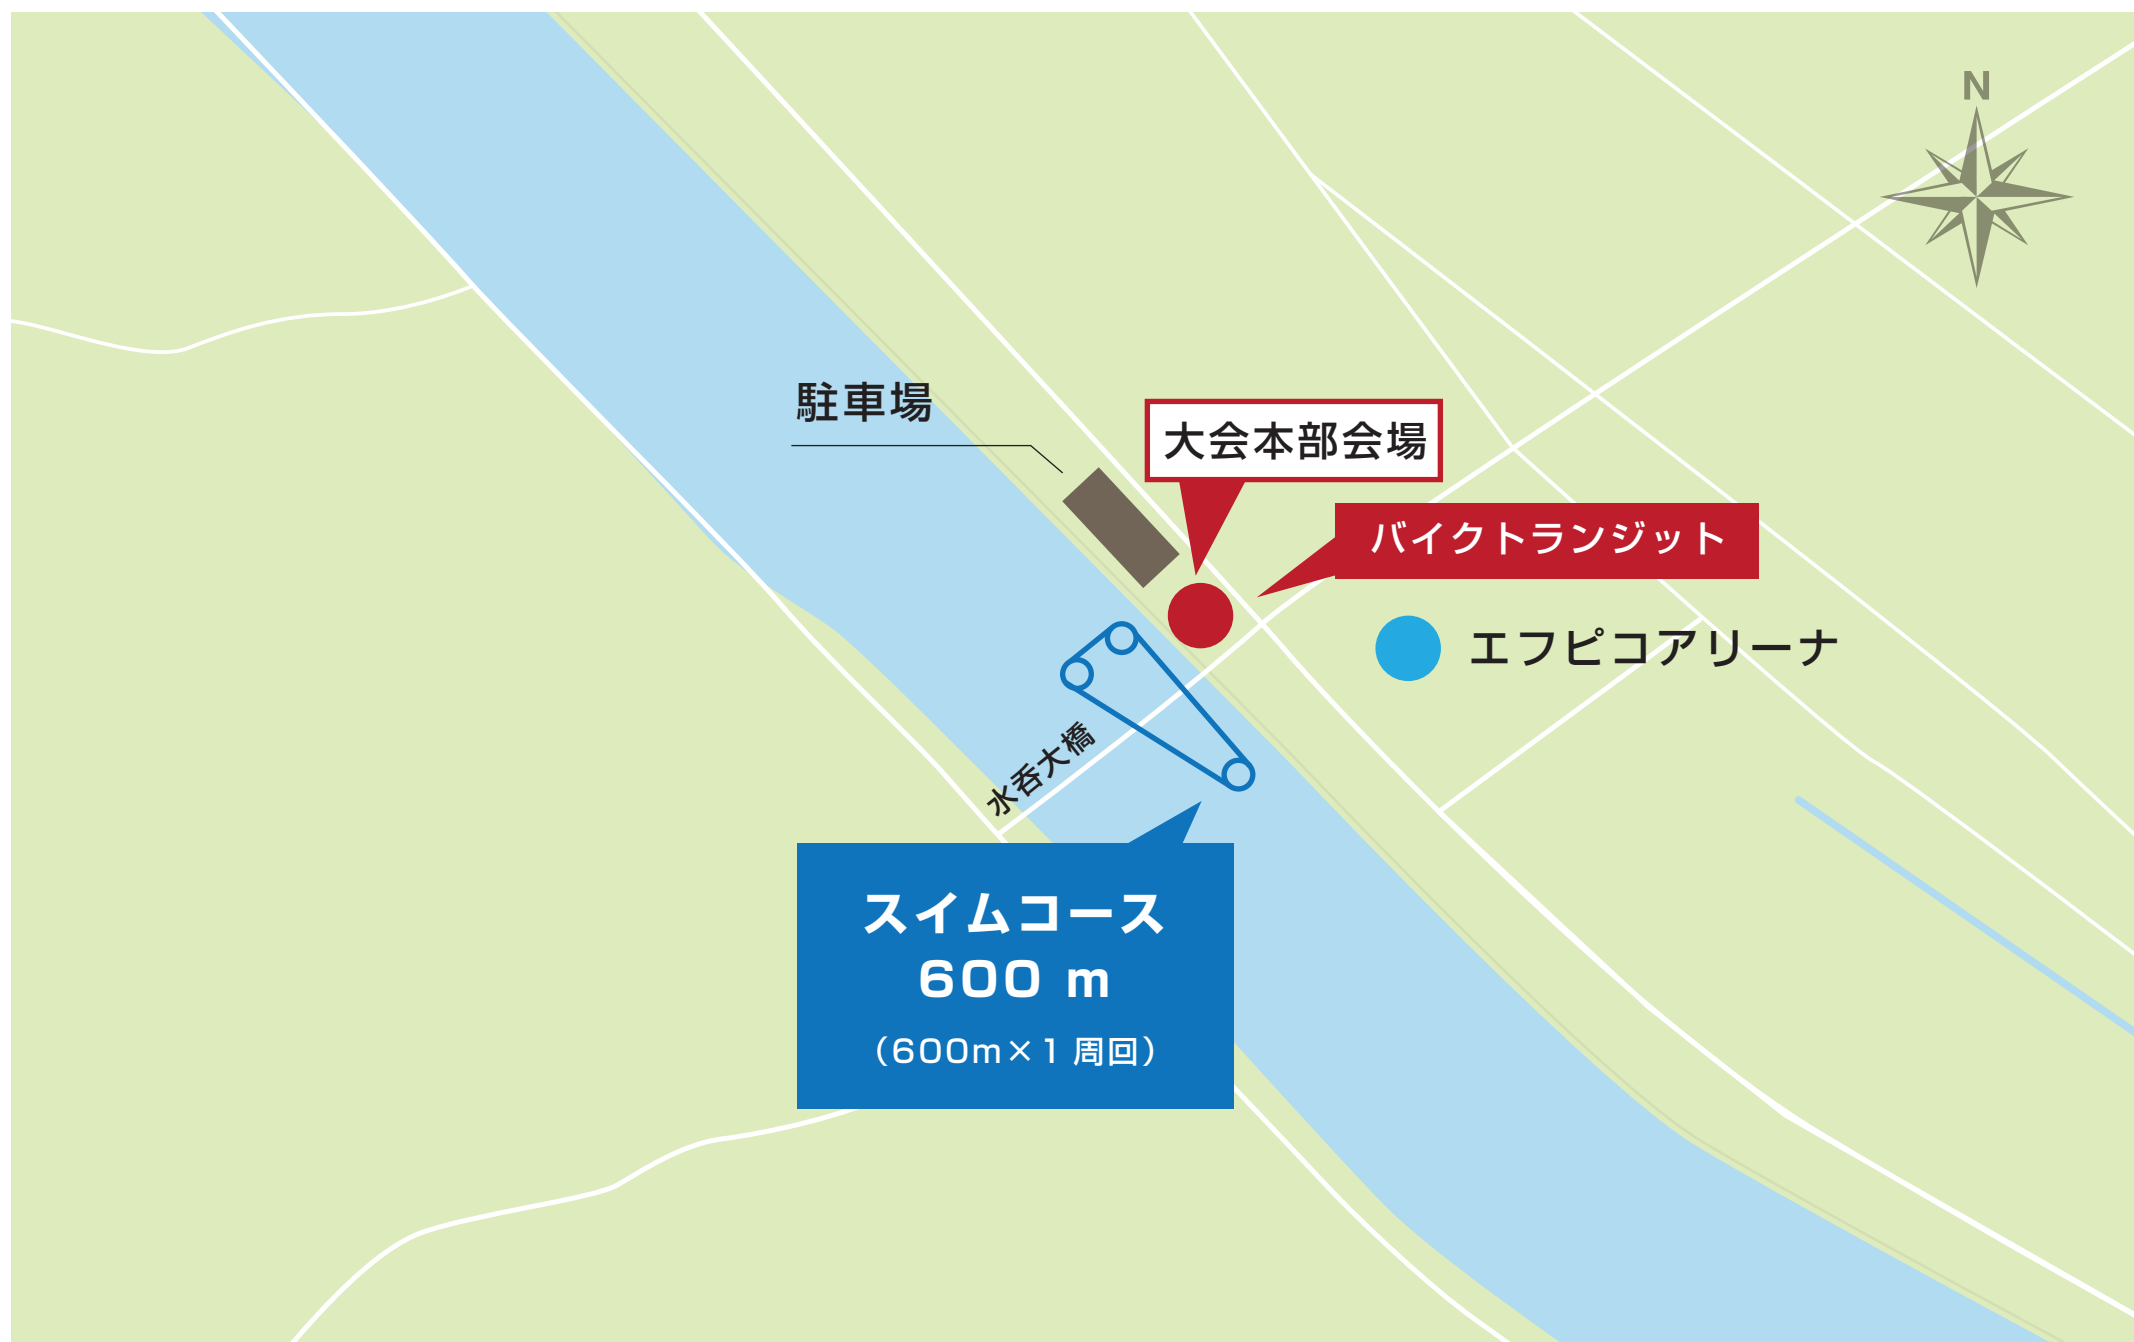 N
駐車場
大会本部会場
バイクトランジット
エフピコアリーナ
水呑大橋
スイムコース
600 m
（600m×1 周回）